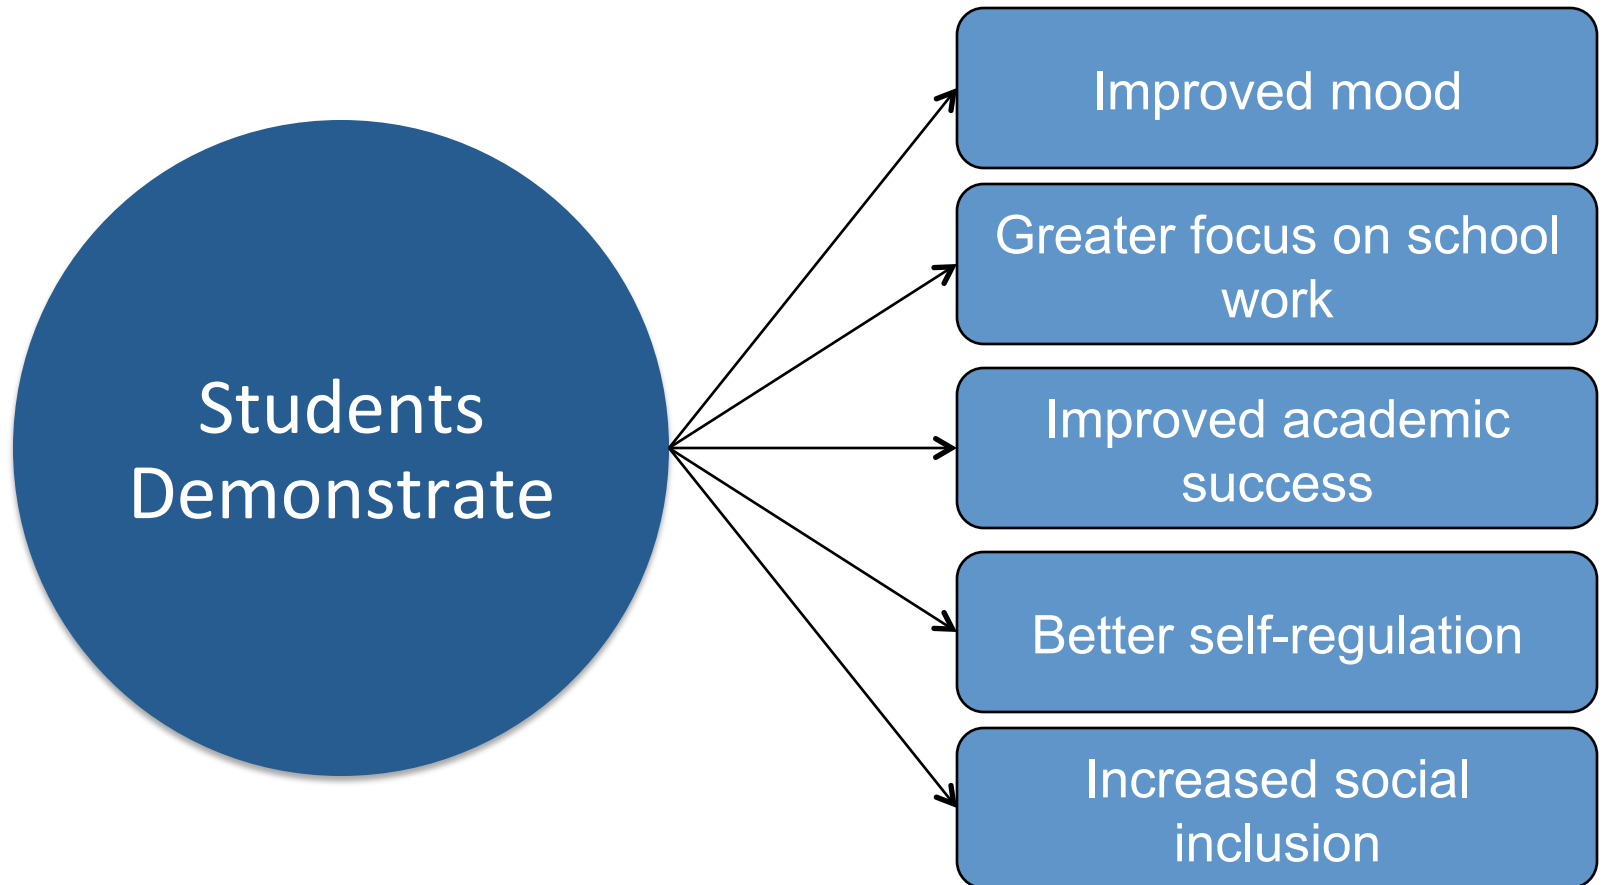 Students
Demonstrate
Improved mood
Greater focus on school
work
Improved academic
success
Better self-regulation
Increased social
inclusion